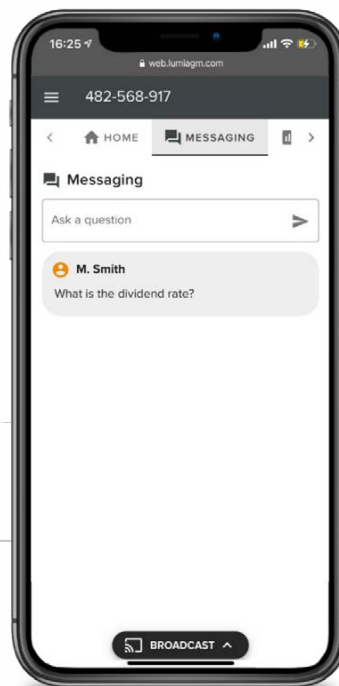 16:25
web.lumiagm.com
482-568-917
HOME
MESSAGING
Messaging
Ask a question
M. Smith
What is the dividend rate?
BROADCAST